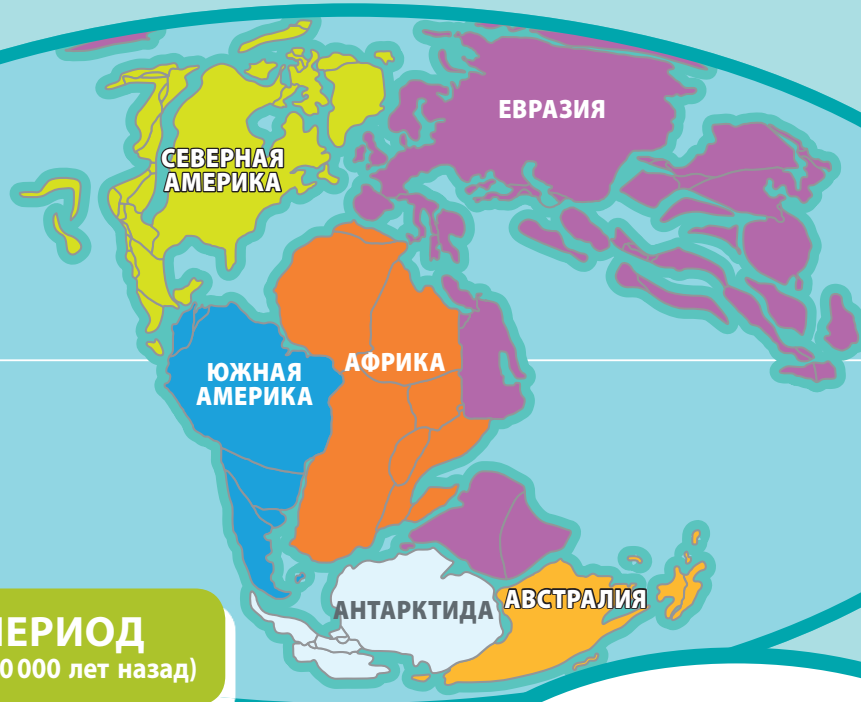 ЕВРАЗИЯ
СЕВЕРНАЯ
АМЕРИКА
ЮЖНАЯ
АМЕРИКА
АФРИКА
АНТАРКТИДА
АВСТРАЛИЯ
ЕРИОД
0 000 лет назад)